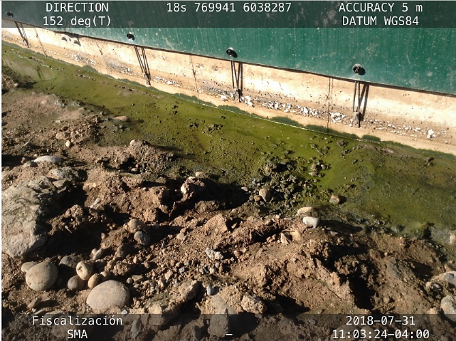 DIRECTION 18s 769941 6038287 ACCURACY 5 m
152 deg(T) DATUM WGS84
Fiscalización 2018-07-31
SMA – 11:03:24-04:00